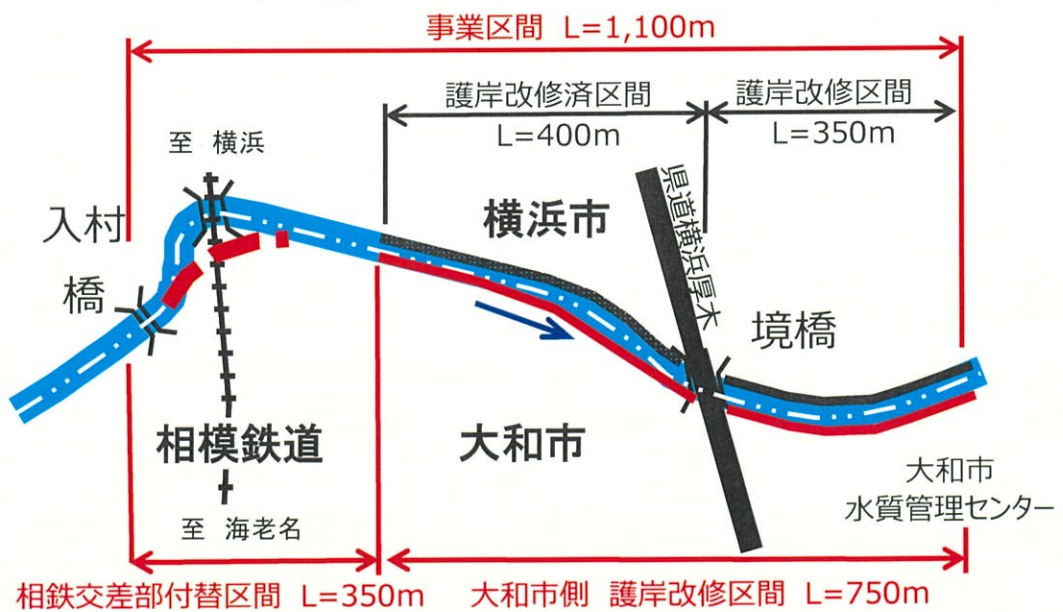 事業区間 L=1,100m
護岸改修済区間
L=400m
護岸改修区間
L=350m
至 横浜
入村
橋
横浜市
県道横浜厚木
境橋
相模鉄道
大和市
大和市
水質管理センター
至 海老名
相鉄交差部付替区間 L=350m
大和市側 護岸改修区間 L=750m